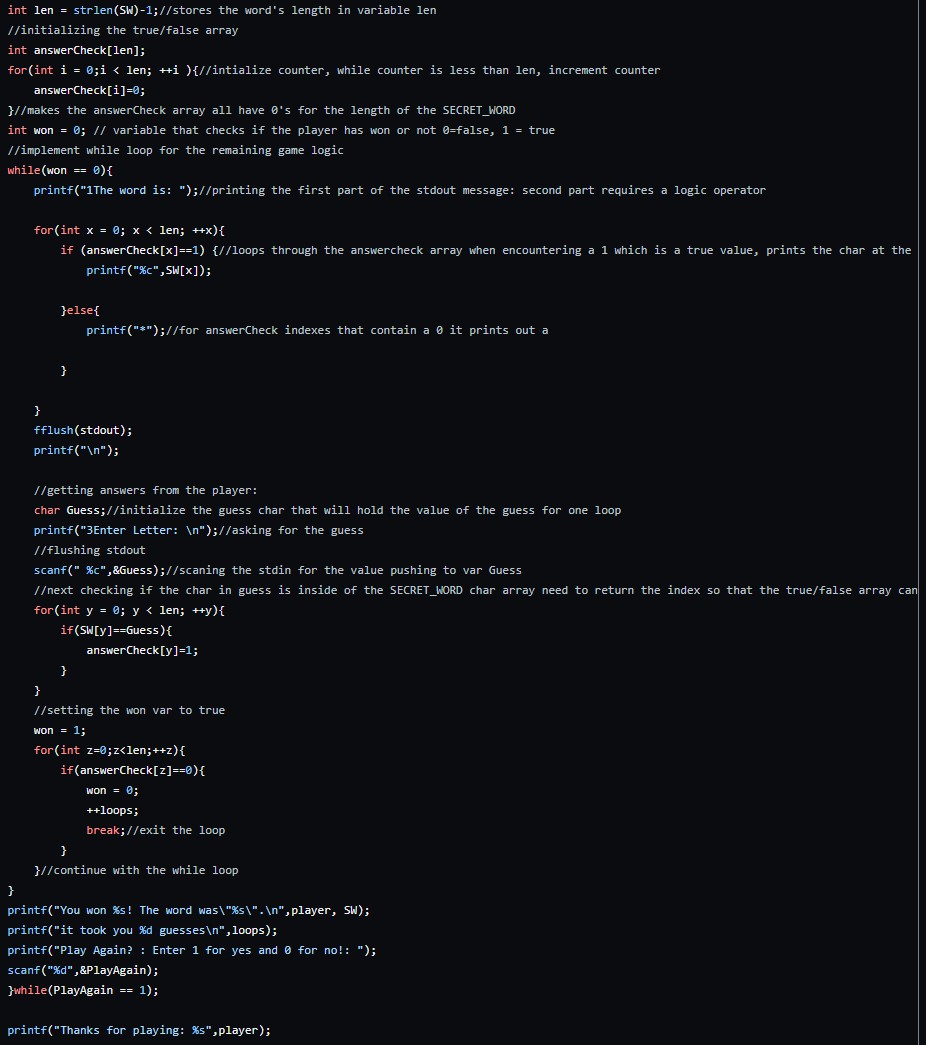 int len = strlen(SW)-1;//stores the word's length in variable len
//initializing the true/false array
int answerCheck[len];
for(int i = 0;i < len; ++i ){//intialize counter, while counter is less than len, increment counter
    answerCheck[i]=0;
}//makes the answerCheck array all have 0's for the length of the SECRET_WORD
int won = 0; // variable that checks if the player has won or not 0=false, 1 = true
//implement while loop for the remaining game logic
while(won == 0){
    printf("1The word is: ");//printing the first part of the stdout message: second part requires a logic operator
    for(int x = 0; x < len; ++x){
        if (answerCheck[x]==1) {//loops through the answercheck array when encountering a 1 which is a true value, prints the char at the
            printf("%c",SW[x]);
        }else{
            printf("*");//for answerCheck indexes that contain a 0 it prints out a
        }
    }
    fflush(stdout);
    printf("\n");
    //getting answers from the player:
    char Guess;//initialize the guess char that will hold the value of the guess for one loop
    printf("3Enter Letter: \n");//asking for the guess
    //flushing stdout
    scanf(" %c",&Guess);//scaning the stdin for the value pushing to var Guess
    //next checking if the char in guess is inside of the SECRET_WORD char array need to return the index so that the true/false array can
    for(int y = 0; y < len; ++y){
        if(SW[y]==Guess){
            answerCheck[y]=1;
        }
    }
    //setting the won var to true
    won = 1;
    for(int z=0;z<len;++z){
        if(answerCheck[z]==0){
            won = 0;
            ++loops;
            break;//exit the loop
        }
    }//continue with the while loop
}
printf("You won %s! The word was\"%s\".\n",player, SW);
printf("it took you %d guesses\n",loops);
printf("Play Again? : Enter 1 for yes and 0 for no!: ");
scanf("%d",&PlayAgain);
}while(PlayAgain == 1);
printf("Thanks for playing: %s",player);